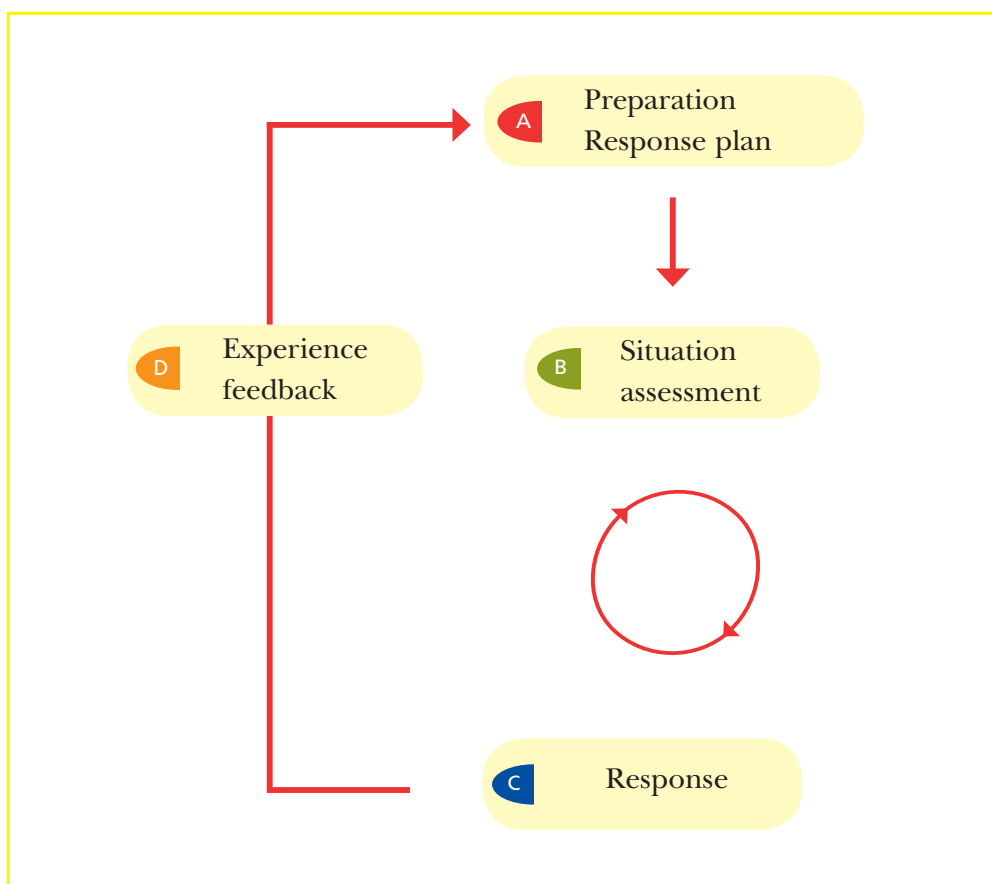 A
Preparation
Response plan
D
Experience
feedback
B
Situation
assessment
C
Response